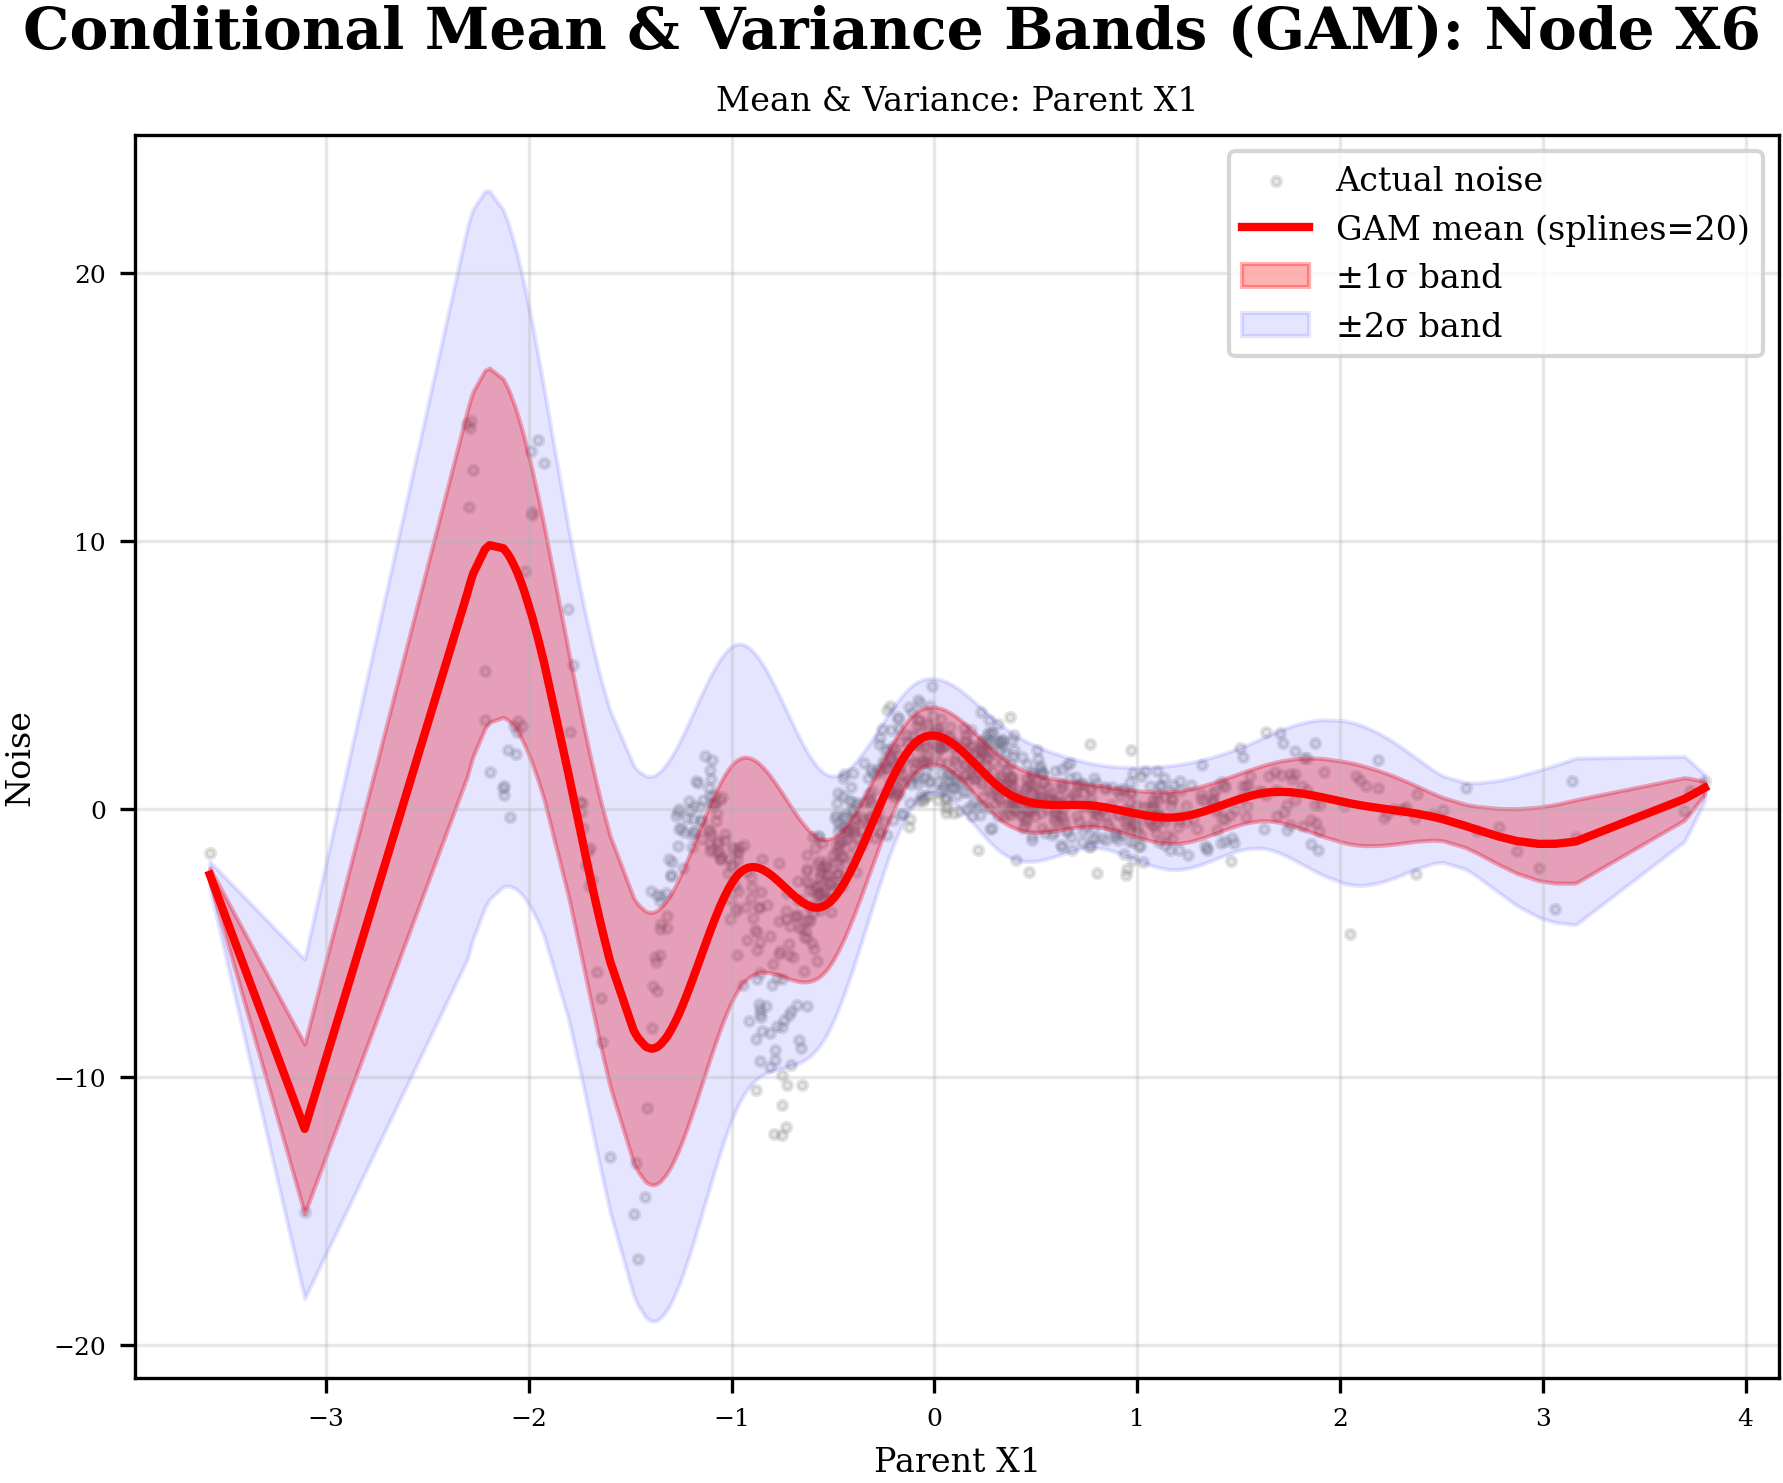 Conditional Mean & Variance Bands (GAM): Node X6
Mean & Variance: Parent X1
Actual noise
GAM mean (splines=20)
±1σ band
±2σ band
Noise
20
10
0
−10
−20
−3
−2
−1
0
1
2
3
4
Parent X1